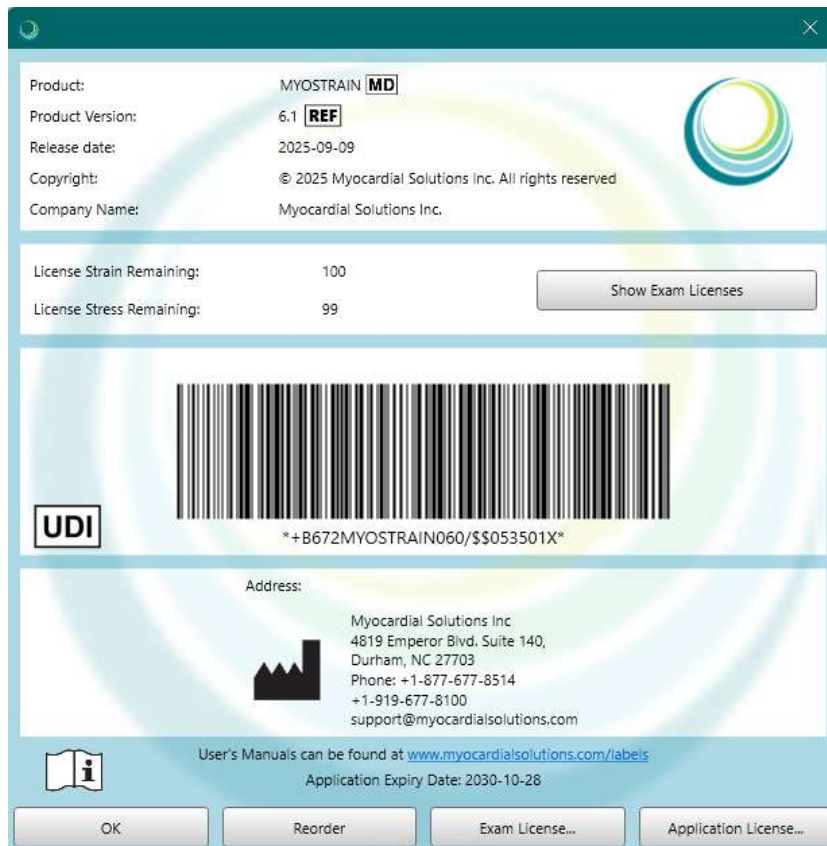 Product: MYOSTRAIN MD
Product Version: 6.1 REF
Release date: 2025-09-09
Copyright: © 2025 Myocardial Solutions Inc. All rights reserved
Company Name: Myocardial Solutions Inc.
License Strain Remaining: 100
Show Exam Licenses
License Stress Remaining: 99
UDI
*+B672MYOSTRAIN060/$$053501X*
Address:
Myocardial Solutions Inc
4819 Emperor Blvd. Suite 140,
Durham, NC 27703
Phone: +1-877-677-8514
+1-919-677-8100
support@myocardialsolutions.com
User's Manuals can be found at www.myocardialsolutions.com/labels
Application Expiry Date: 2030-10-28
OK Reorder Exam License... Application License...